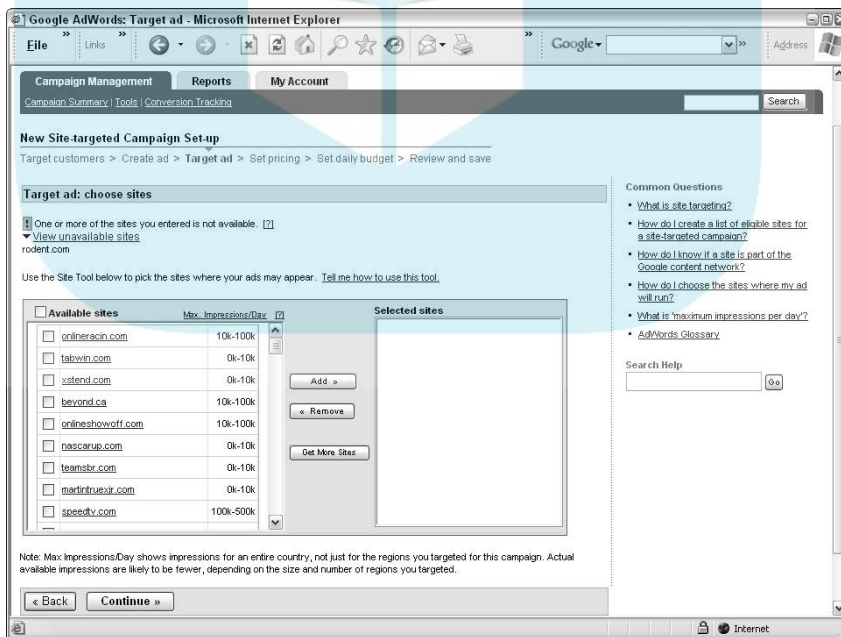 Google AdWords: Target ad - Microsoft Internet Explorer
File » Links » » Google » Address
Campaign Management Reports My Account
Campaign Summary | Tools | Conversion Tracking Search
New Site-targeted Campaign Set-up
Target customers > Create ad > Target ad > Set pricing > Set daily budget > Review and save
Target ad: choose sites
! One or more of the sites you entered is not available. [?]
View unavailable sites
rodent.com
Use the Site Tool below to pick the sites where your ads may appear. Tell me how to use this tool.
Available sites Max. Impressions/Day [?] Selected sites
onlineracin.com 10k-100k
tabwin.com 0k-10k
xstend.com 0k-10k
beyond.ca 10k-100k
onlineshowoff.com 10k-100k
nascarup.com 0k-10k
teamsbr.com 0k-10k
martintruexjr.com 0k-10k
speedtv.com 100k-500k
Add »
« Remove
Get More Sites
Note: Max Impressions/Day shows impressions for an entire country, not just for the regions you targeted for this campaign. Actual
available impressions are likely to be fewer, depending on the size and number of regions you targeted.
« Back Continue »
Common Questions
• What is site targeting?
• How do I create a list of eligible sites for
a site-targeted campaign?
• How do I know if a site is part of the
Google content network?
• How do I choose the sites where my ad
will run?
• What is 'maximum impressions per day'?
• AdWords Glossary
Search Help
Go
Internet